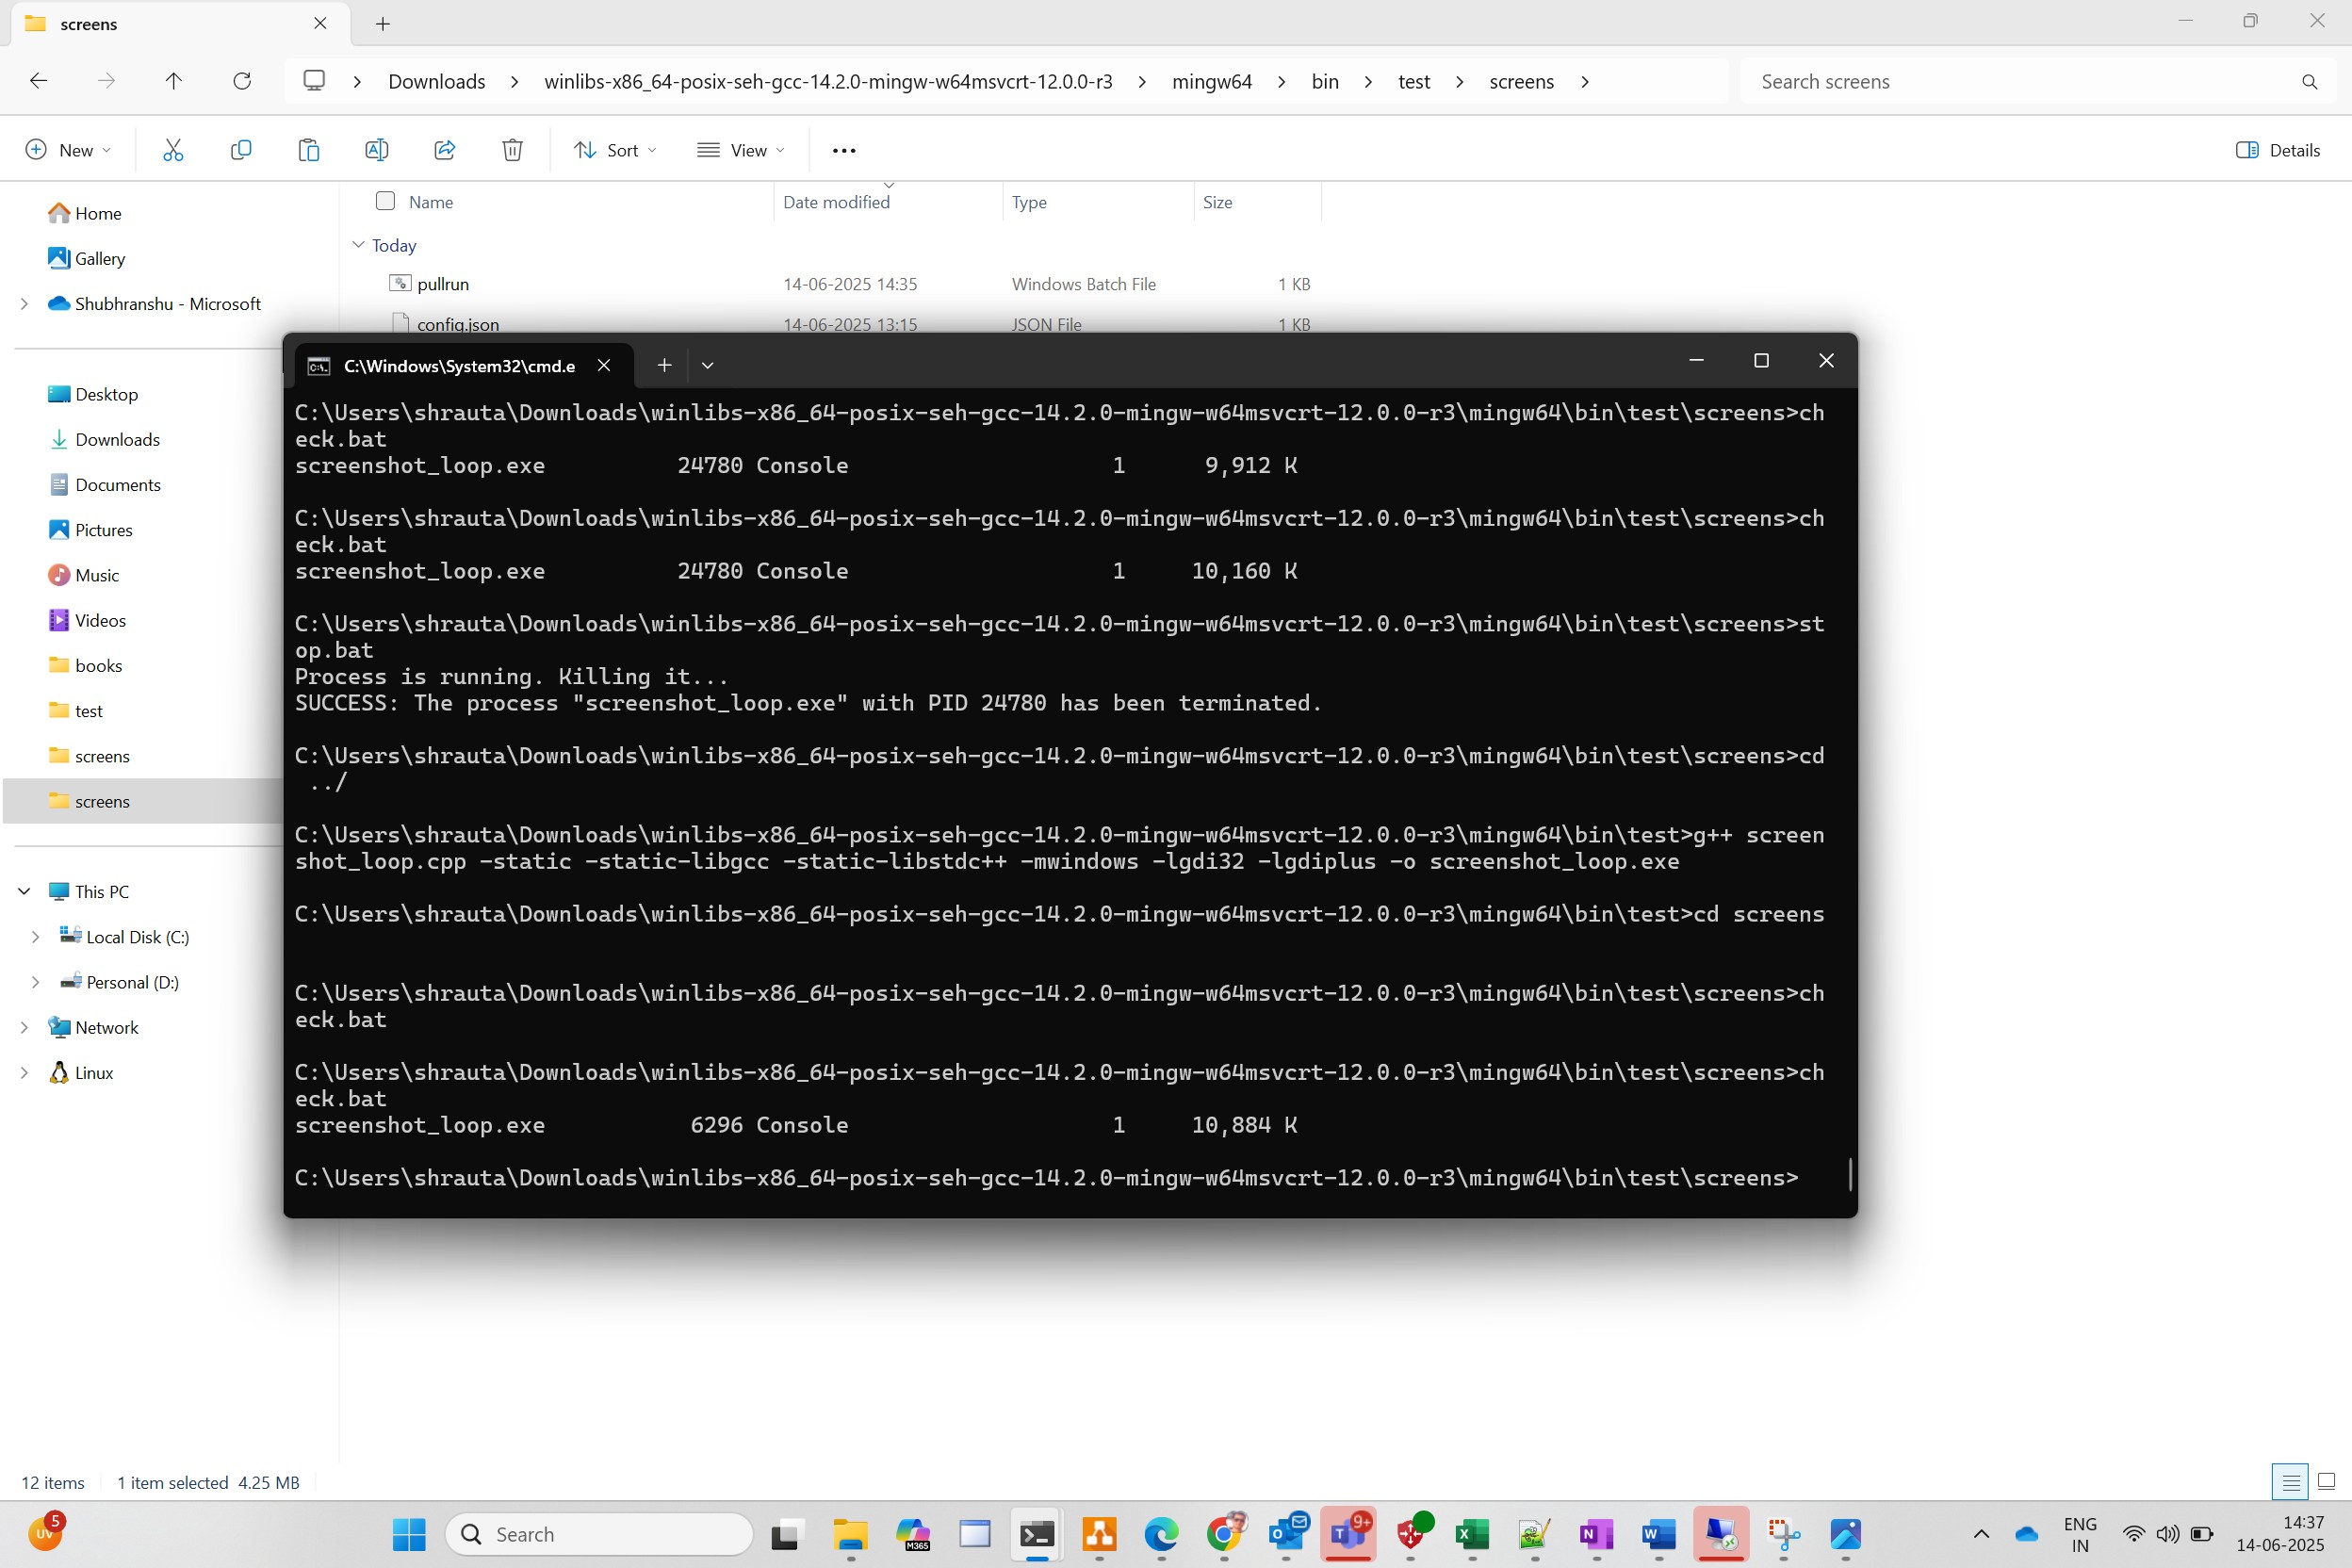 screens
Downloads > winlibs-x86_64-posix-seh-gcc-14.2.0-mingw-w64msvcrt-12.0.0-r3 > mingw64 > bin > test > screens >
Search screens
New
Sort
View
Details
Name
Date modified
Type
Size
Home
Gallery
Shubhranshu - Microsoft
Desktop
Downloads
Documents
Pictures
Music
Videos
books
test
screens
screens
This PC
Local Disk (C:)
Personal (D:)
Network
Linux
Today
pullrun 14-06-2025 14:35 Windows Batch File 1 KB
config.json 14-06-2025 13:15 JSON File 1 KB
C:\Windows\System32\cmd.e
C:\Users\shrauta\Downloads\winlibs-x86_64-posix-seh-gcc-14.2.0-mingw-w64msvcrt-12.0.0-r3\mingw64\bin\test\screens>ch
eck.bat
screenshot_loop.exe 24780 Console 1 9,912 K
C:\Users\shrauta\Downloads\winlibs-x86_64-posix-seh-gcc-14.2.0-mingw-w64msvcrt-12.0.0-r3\mingw64\bin\test\screens>ch
eck.bat
screenshot_loop.exe 24780 Console 1 10,160 K
C:\Users\shrauta\Downloads\winlibs-x86_64-posix-seh-gcc-14.2.0-mingw-w64msvcrt-12.0.0-r3\mingw64\bin\test\screens>st
op.bat
Process is running. Killing it...
SUCCESS: The process "screenshot_loop.exe" with PID 24780 has been terminated.
C:\Users\shrauta\Downloads\winlibs-x86_64-posix-seh-gcc-14.2.0-mingw-w64msvcrt-12.0.0-r3\mingw64\bin\test\screens>cd
../
C:\Users\shrauta\Downloads\winlibs-x86_64-posix-seh-gcc-14.2.0-mingw-w64msvcrt-12.0.0-r3\mingw64\bin\test>g++ screen
shot_loop.cpp -static -static-libgcc -static-libstdc++ -mwindows -lgdi32 -lgdiplus -o screenshot_loop.exe
C:\Users\shrauta\Downloads\winlibs-x86_64-posix-seh-gcc-14.2.0-mingw-w64msvcrt-12.0.0-r3\mingw64\bin\test>cd screens
C:\Users\shrauta\Downloads\winlibs-x86_64-posix-seh-gcc-14.2.0-mingw-w64msvcrt-12.0.0-r3\mingw64\bin\test\screens>ch
eck.bat
C:\Users\shrauta\Downloads\winlibs-x86_64-posix-seh-gcc-14.2.0-mingw-w64msvcrt-12.0.0-r3\mingw64\bin\test\screens>ch
eck.bat
screenshot_loop.exe 6296 Console 1 10,884 K
C:\Users\shrauta\Downloads\winlibs-x86_64-posix-seh-gcc-14.2.0-mingw-w64msvcrt-12.0.0-r3\mingw64\bin\test\screens>
12 items
1 item selected 4.25 MB
UV 5
Search
M365
9+
ENG
IN
14:37
14-06-2025